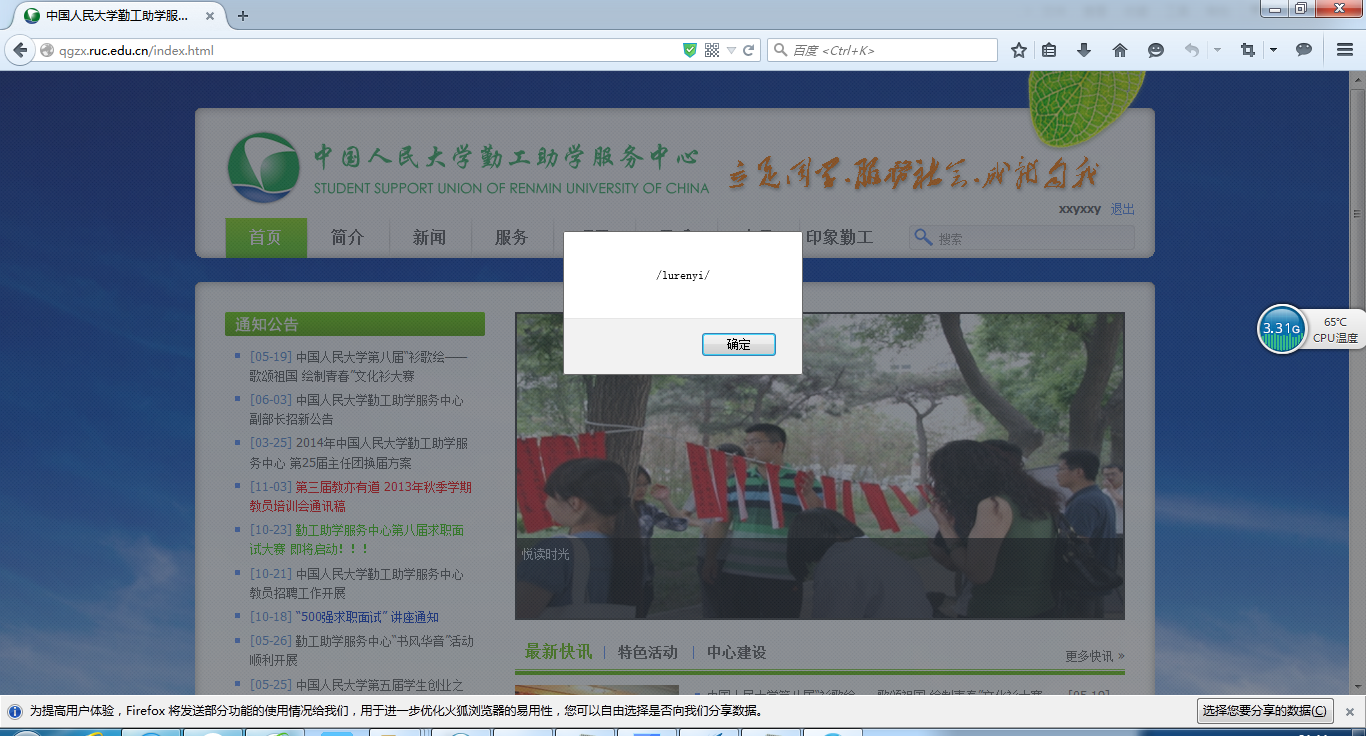 中国人民大学勤工助学服...
qgzx.ruc.edu.cn/index.html
百度 <Ctrl+K>
中国人民大学勤工助学服务中心
STUDENT SUPPORT UNION OF RENMIN UNIVERSITY OF CHINA
立足国学.服务社会.成就自我
xxyxxy 退出
首页 简介 新闻 服务 印象勤工 搜索
/lurenyi/
确定
3.31G
65℃
CPU温度
通知公告
[05-19] 中国人民大学第八届“衫歌绘——
歌颂祖国 绘制青春”文化衫大赛
[06-03] 中国人民大学勤工助学服务中心
副部长招新公告
[03-25] 2014年中国人民大学勤工助学服
务中心 第25届主任团换届方案
[11-03] 第三届教亦有道 2013年秋季学期
教员培训会通讯稿
[10-23] 勤工助学服务中心第八届求职面
试大赛 即将启动！！！
[10-21] 中国人民大学勤工助学服务中心
教员招聘工作开展
[10-18] “500强求职面试” 讲座通知
[05-26] 勤工助学服务中心“书风华音”活动
顺利开展
[05-25] 中国人民大学第五届学生创业之
悦读时光
最新快讯 | 特色活动 | 中心建设
更多快讯 »
中国人民大学第八届“衫歌绘——歌颂祖国 绘制青春”文化衫大赛 [05-19]
为提高用户体验，Firefox 将发送部分功能的使用情况给我们，用于进一步优化火狐浏览器的易用性，您可以自由选择是否向我们分享数据。
选择您要分享的数据(C)